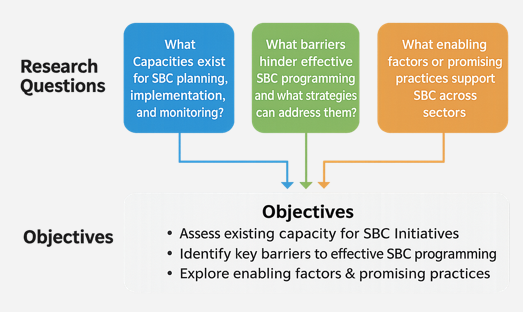 Research
Questions
What
Capacities exist
for SBC planning,
implementation,
and monitoring?
What barriers
hinder effective
SBC programming
and what strategies
can address them?
What enabling
factors or promising
practices support
SBC across
sectors
Objectives
Objectives
• Assess existing capacity for SBC Initiatives
• Identify key barriers to effective SBC programming
• Explore enabling factors & promising practices